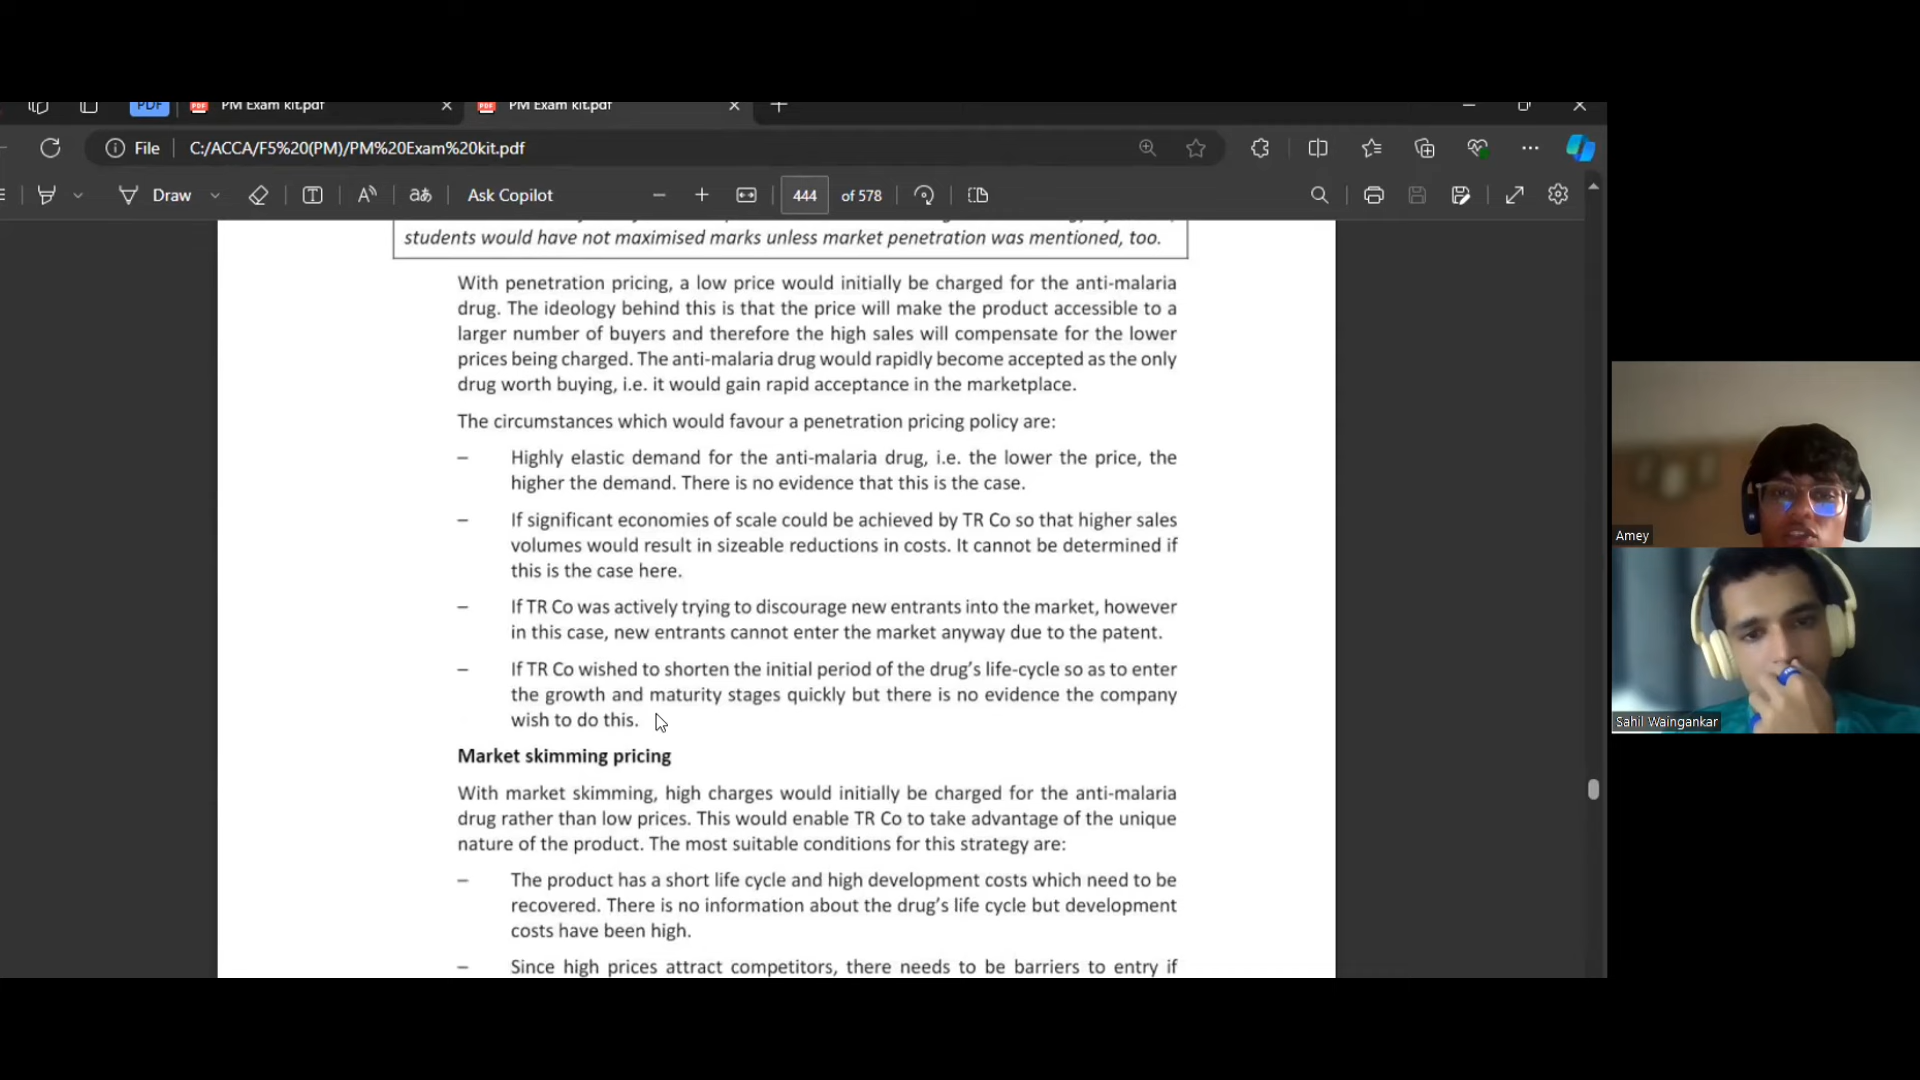 PDF
PM Exam kit.pdf
PM Exam kit.pdf
File
C:/ACCA/F5%20(PM)/PM%20Exam%20kit.pdf
Draw
aあ
Ask Copilot
444 of 578
students would have not maximised marks unless market penetration was mentioned, too.
With penetration pricing, a low price would initially be charged for the anti-malaria
drug. The ideology behind this is that the price will make the product accessible to a
larger number of buyers and therefore the high sales will compensate for the lower
prices being charged. The anti-malaria drug would rapidly become accepted as the only
drug worth buying, i.e. it would gain rapid acceptance in the marketplace.
The circumstances which would favour a penetration pricing policy are:
– Highly elastic demand for the anti-malaria drug, i.e. the lower the price, the
higher the demand. There is no evidence that this is the case.
– If significant economies of scale could be achieved by TR Co so that higher sales
volumes would result in sizeable reductions in costs. It cannot be determined if
this is the case here.
– If TR Co was actively trying to discourage new entrants into the market, however
in this case, new entrants cannot enter the market anyway due to the patent.
– If TR Co wished to shorten the initial period of the drug's life-cycle so as to enter
the growth and maturity stages quickly but there is no evidence the company
wish to do this.
Market skimming pricing
With market skimming, high charges would initially be charged for the anti-malaria
drug rather than low prices. This would enable TR Co to take advantage of the unique
nature of the product. The most suitable conditions for this strategy are:
– The product has a short life cycle and high development costs which need to be
recovered. There is no information about the drug's life cycle but development
costs have been high.
– Since high prices attract competitors, there needs to be barriers to entry if
Amey
Sahil Waingankar